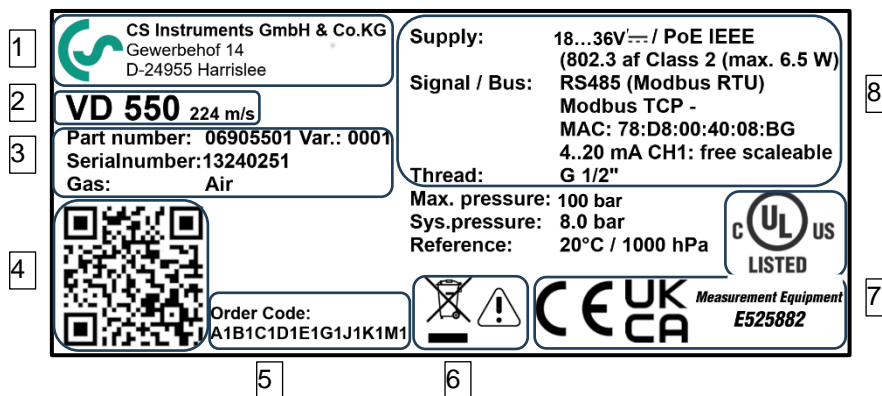 1
CS Instruments GmbH & Co.KG
Gewerbehof 14
D-24955 Harrislee
2
VD 550 224 m/s
3
Part number: 06905501 Var.: 0001
Serialnumber:13240251
Gas: Air
4
Order Code:
A1B1C1D1E1G1J1K1M1
5
6
Supply: 18...36V / PoE IEEE
(802.3 af Class 2 (max. 6.5 W)
Signal / Bus: RS485 (Modbus RTU)
Modbus TCP -
MAC: 78:D8:00:40:08:BG
4..20 mA CH1: free scaleable
Thread: G 1/2"
8
Max. pressure: 100 bar
Sys.pressure: 8.0 bar
Reference: 20°C / 1000 hPa
C UL US
LISTED
CE UK
CA
Measurement Equipment
E525882
7